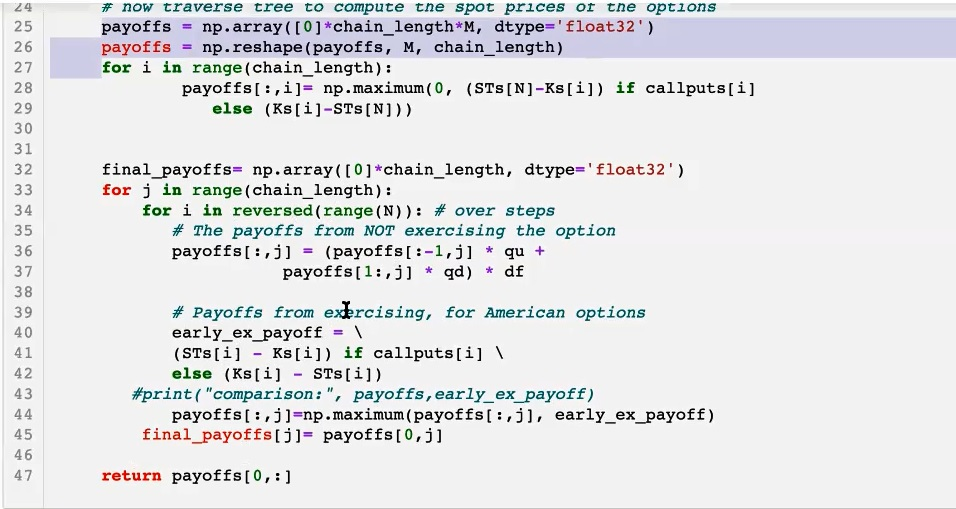 24 # now traverse tree to compute the spot prices of the options
25 payoffs = np.array([0]*chain_length*M, dtype='float32')
26 payoffs = np.reshape(payoffs, M, chain_length)
27 for i in range(chain_length):
28 payoffs[:,i]= np.maximum(0, (STs[N]-Ks[i]) if callputs[i]
29 else (Ks[i]-STs[N]))
30
31
32 final_payoffs= np.array([0]*chain_length, dtype='float32')
33 for j in range(chain_length):
34 for i in reversed(range(N)): # over steps
35 # The payoffs from NOT exercising the option
36 payoffs[:,j] = (payoffs[:-1,j] * qu +
37 payoffs[1:,j] * qd) * df
38
39 # Payoffs from exercising, for American options
40 early_ex_payoff = \
41 (STs[i] - Ks[i]) if callputs[i] \
42 else (Ks[i] - STs[i])
43 #print("comparison:", payoffs,early_ex_payoff)
44 payoffs[:,j]=np.maximum(payoffs[:,j], early_ex_payoff)
45 final_payoffs[j]= payoffs[0,j]
46
47 return payoffs[0,:]